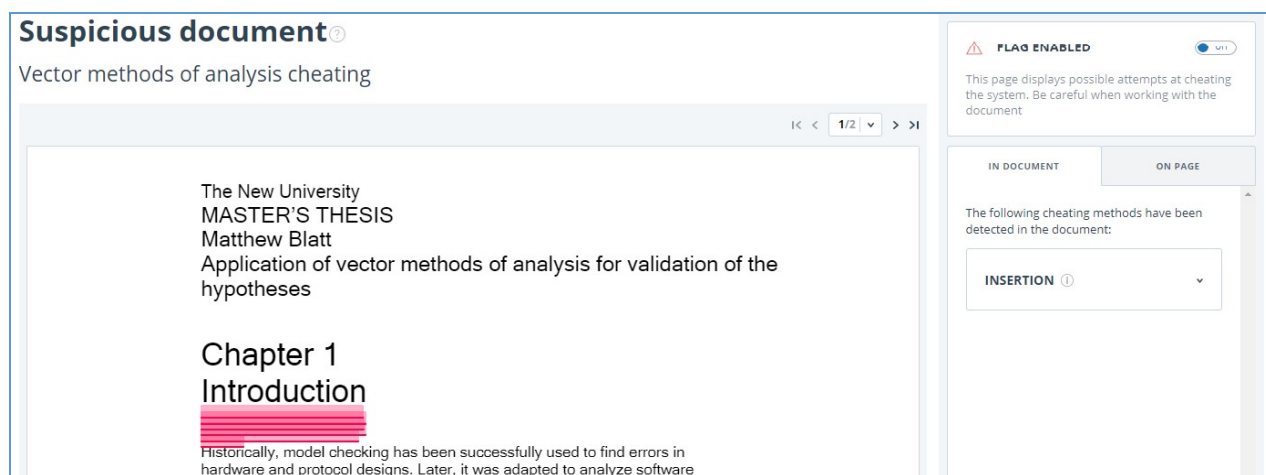 Suspicious document
Vector methods of analysis cheating
1/2
The New University
MASTER'S THESIS
Matthew Blatt
Application of vector methods of analysis for validation of the
hypotheses
Chapter 1
Introduction
Historically, model checking has been successfully used to find errors in
hardware and protocol designs. Later, it was adapted to analyze software
FLAG ENABLED
This page displays possible attempts at cheating
the system. Be careful when working with the
document
IN DOCUMENT
ON PAGE
The following cheating methods have been
detected in the document:
INSERTION